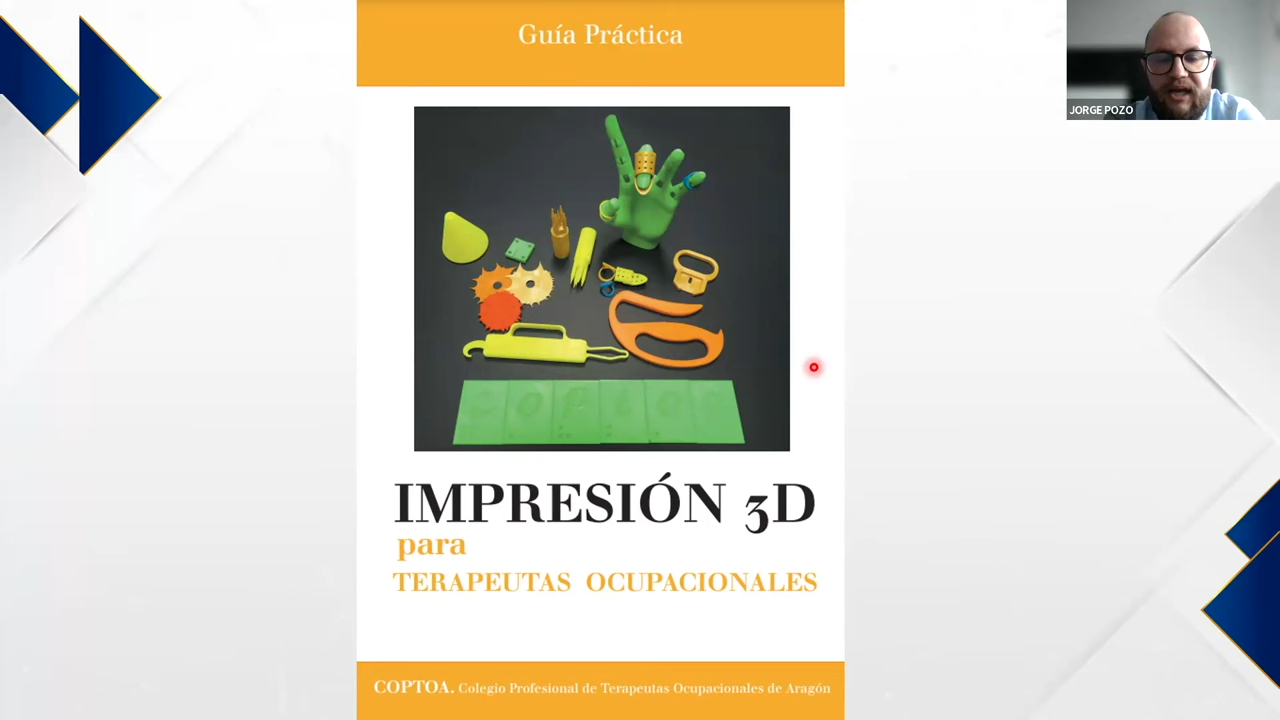 Guía Práctica
JORGE POZO
IMPRESIÓN 3D
para
TERAPEUTAS OCUPACIONALES
COPTOA. Colegio Profesional de Terapeutas Ocupacionales de Aragón